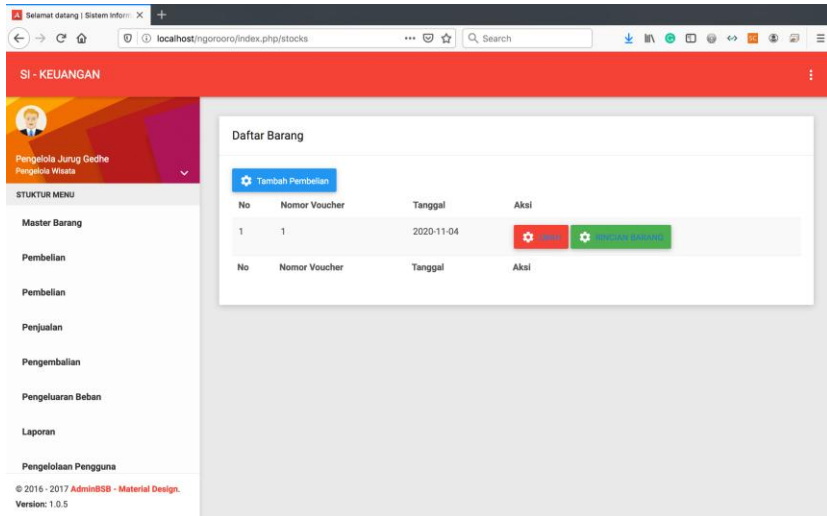 Selamat datang | Sistem Inform
localhost/ngorooro/index.php/stocks
Search
SI - KEUANGAN
Pengelola Jurug Gedhe
Pengelola Wisata
STUKTUR MENU
Master Barang
Pembelian
Pembelian
Penjualan
Pengembalian
Pengeluaran Beban
Laporan
Pengelolaan Pengguna
© 2016 - 2017 AdminBSB - Material Design.
Version: 1.0.5
Daftar Barang
Tambah Pembelian
No Nomor Voucher Tanggal Aksi
1 1 2020-11-04 RINCIAN BARANG
No Nomor Voucher Tanggal Aksi